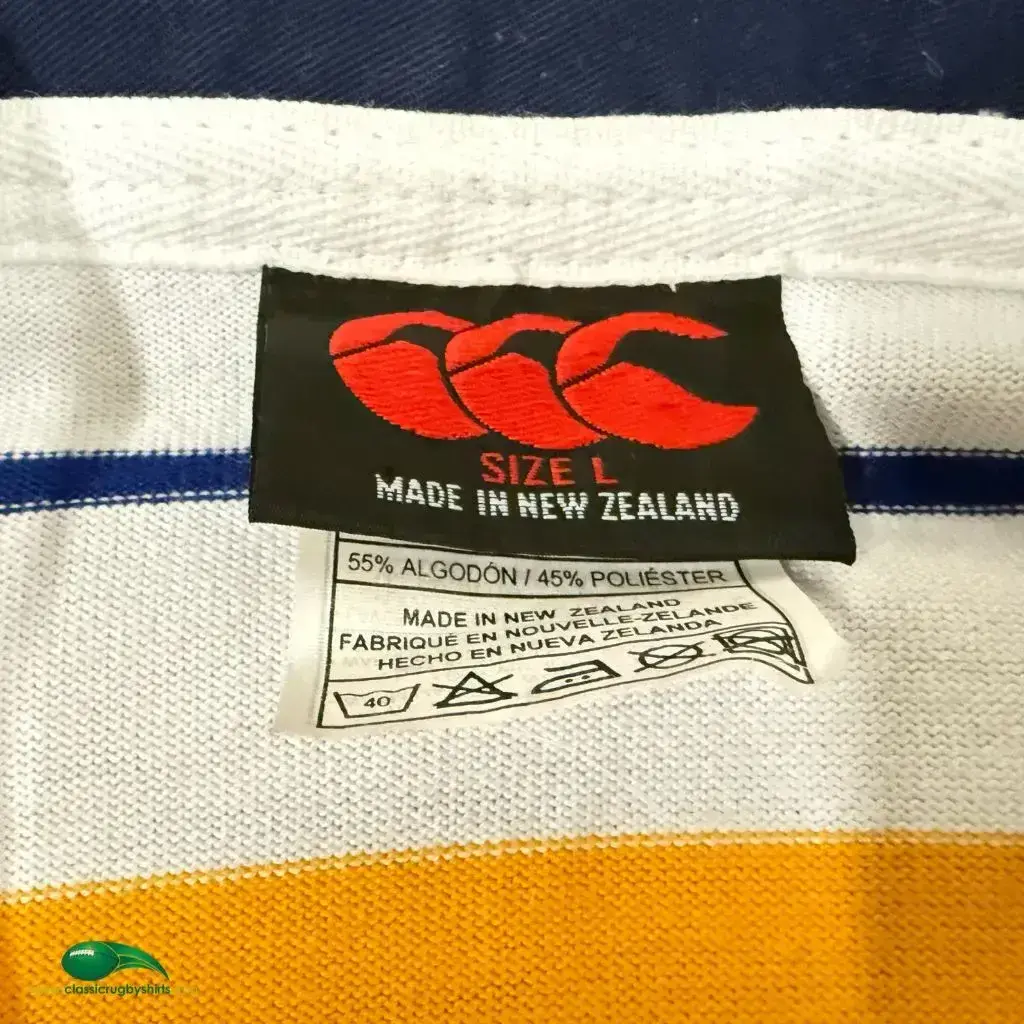 SIZE L
MADE IN NEW ZEALAND
55% ALGODÓN / 45% POLIÉSTER
MADE IN NEW ZEALAND
FABRIQUÉ EN NOUVELLE-ZELANDE
HECHO EN NUEVA ZELANDA
40
classicrugbyshirts